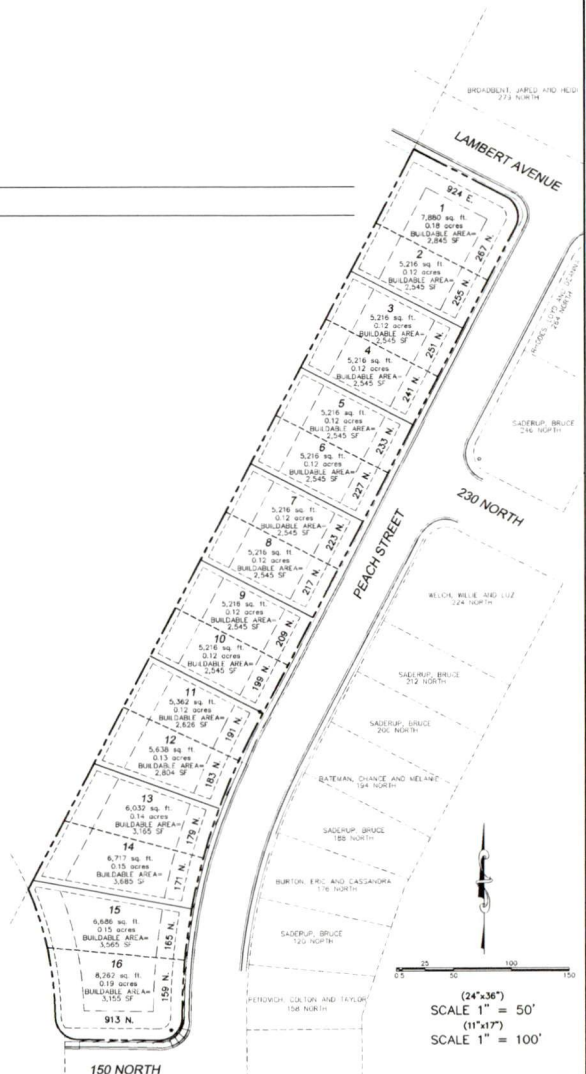 BROADBENT, JARED AND HEIDI
273 NORTH
LAMBERT AVENUE
924 E.
1
7,880 sq. ft.
0.18 acres
BUILDABLE AREA=
2,845 SF
267 N.
2
5,216 sq. ft.
0.12 acres
BUILDABLE AREA=
2,545 SF
255 N.
3
5,216 sq. ft.
0.12 acres
BUILDABLE AREA=
2,545 SF
251 N.
4
5,216 sq. ft.
0.12 acres
BUILDABLE AREA=
2,545 SF
241 N.
264 NORTH
SADERUP, BRUCE
246 NORTH
5
5,216 sq. ft.
0.12 acres
BUILDABLE AREA=
2,545 SF
233 N.
6
5,216 sq. ft.
0.12 acres
BUILDABLE AREA=
2,545 SF
227 N.
230 NORTH
7
5,216 sq. ft.
0.12 acres
BUILDABLE AREA=
2,545 SF
223 N.
8
5,216 sq. ft.
0.12 acres
BUILDABLE AREA=
2,545 SF
217 N.
PEACH STREET
WELCH, WILLIE AND LUZ
224 NORTH
9
5,216 sq. ft.
0.12 acres
BUILDABLE AREA=
2,545 SF
209 N.
10
5,216 sq. ft.
0.12 acres
BUILDABLE AREA=
2,545 SF
199 N.
SADERUP, BRUCE
212 NORTH
SADERUP, BRUCE
200 NORTH
11
5,362 sq. ft.
0.12 acres
BUILDABLE AREA=
2,626 SF
191 N.
12
5,638 sq. ft.
0.13 acres
BUILDABLE AREA=
2,804 SF
183 N.
BATEMAN, CHANCE AND MELANIE
194 NORTH
13
6,032 sq. ft.
0.14 acres
BUILDABLE AREA=
3,165 SF
179 N.
14
6,717 sq. ft.
0.15 acres
BUILDABLE AREA=
3,685 SF
171 N.
SADERUP, BRUCE
188 NORTH
BURTON, ERIC AND CASSANDRA
176 NORTH
15
6,686 sq. ft.
0.15 acres
BUILDABLE AREA=
3,565 SF
165 N.
16
8,262 sq. ft.
0.19 acres
BUILDABLE AREA=
3,155 SF
159 N.
913 N.
SADERUP, BRUCE
120 NORTH
158 NORTH
150 NORTH
25
0 5 50 100 150
(24"x36")
SCALE 1" = 50'
(11"x17")
SCALE 1" = 100'